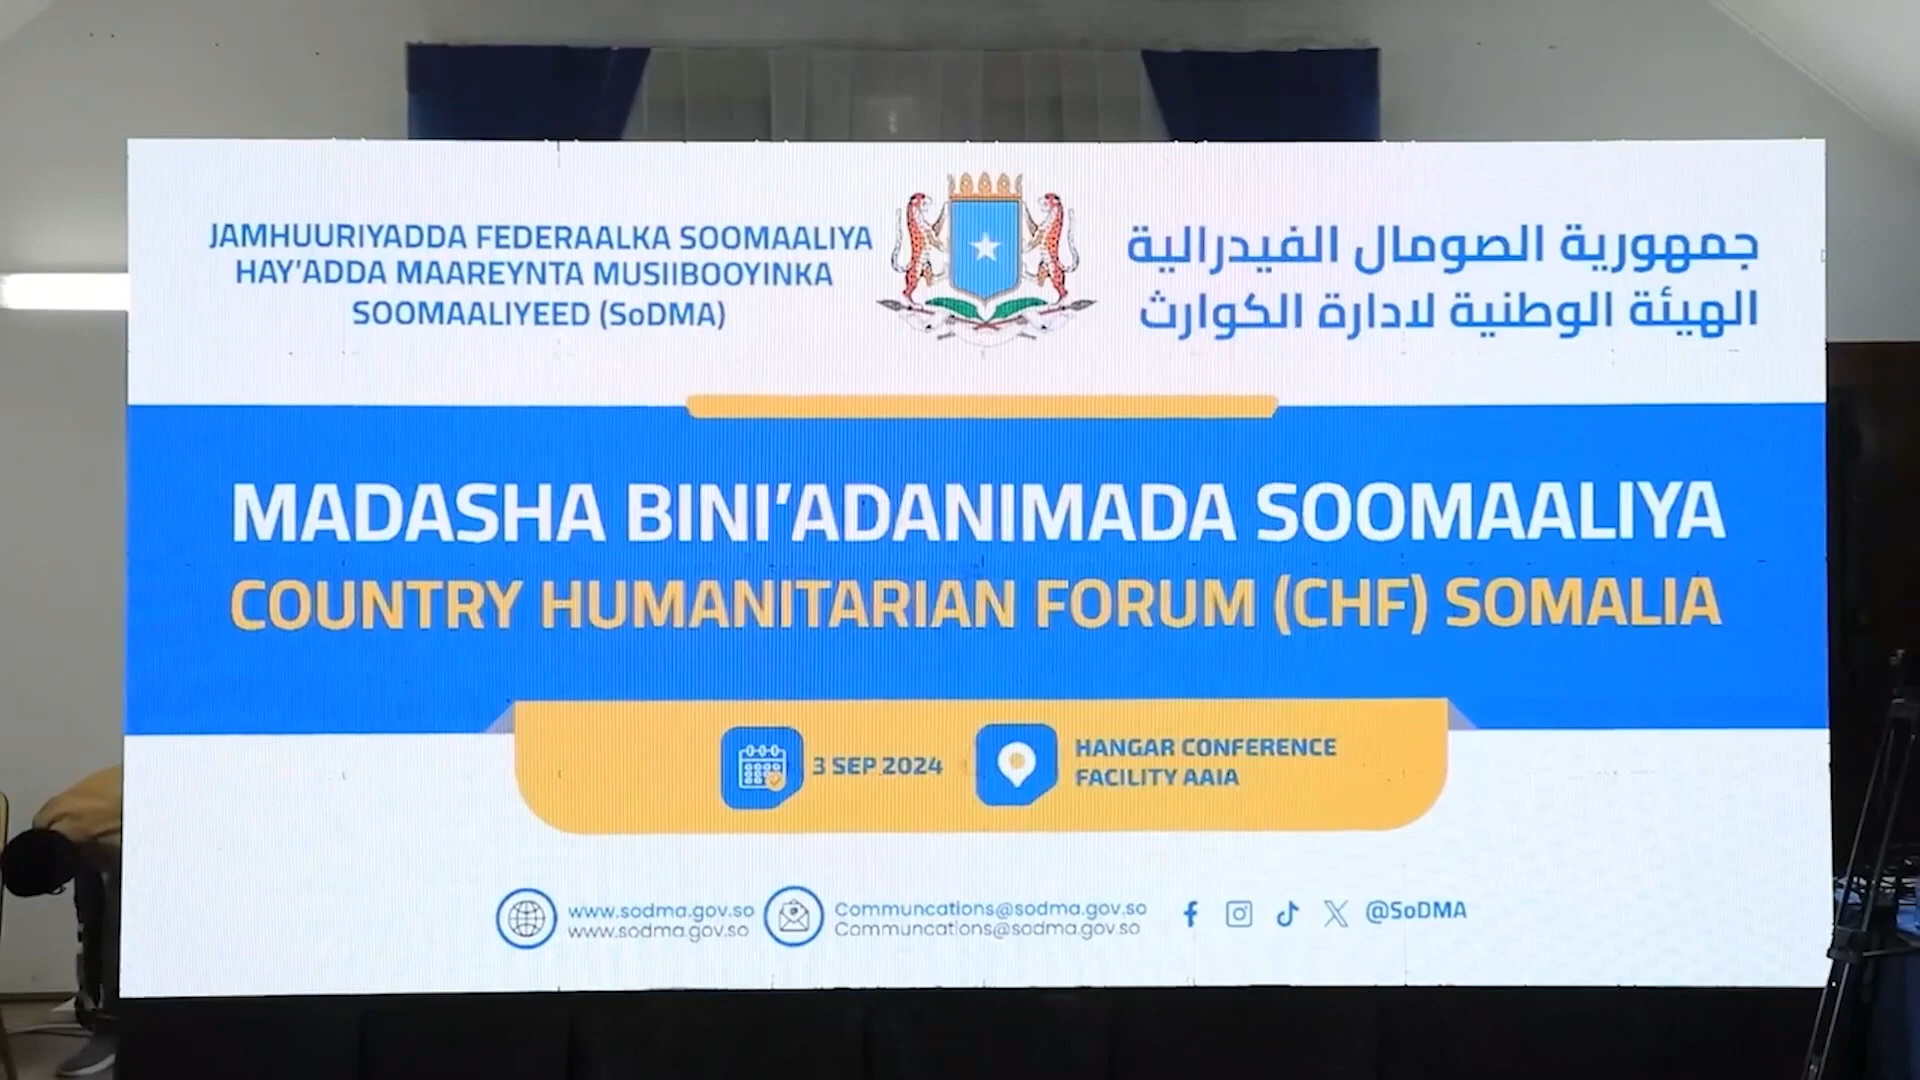 JAMHUURIYADDA FEDERAALKA SOOMAALIYA
HAY'ADDA MAAREYNTA MUSIIBOOYINKA
SOOMAALIYEED (SoDMA)
جمهورية الصومال الفيدرالية
الهيئة الوطنية لادارة الكوارث
MADASHA BINI'ADANIMADA SOOMAALIYA
COUNTRY HUMANITARIAN FORUM (CHF) SOMALIA
3 SEP 2024
HANGAR CONFERENCE
FACILITY AAIA
www.sodma.gov.so
www.sodma.gov.so
Communcations@sodma.gov.so
Communcations@sodma.gov.so
@SoDMA